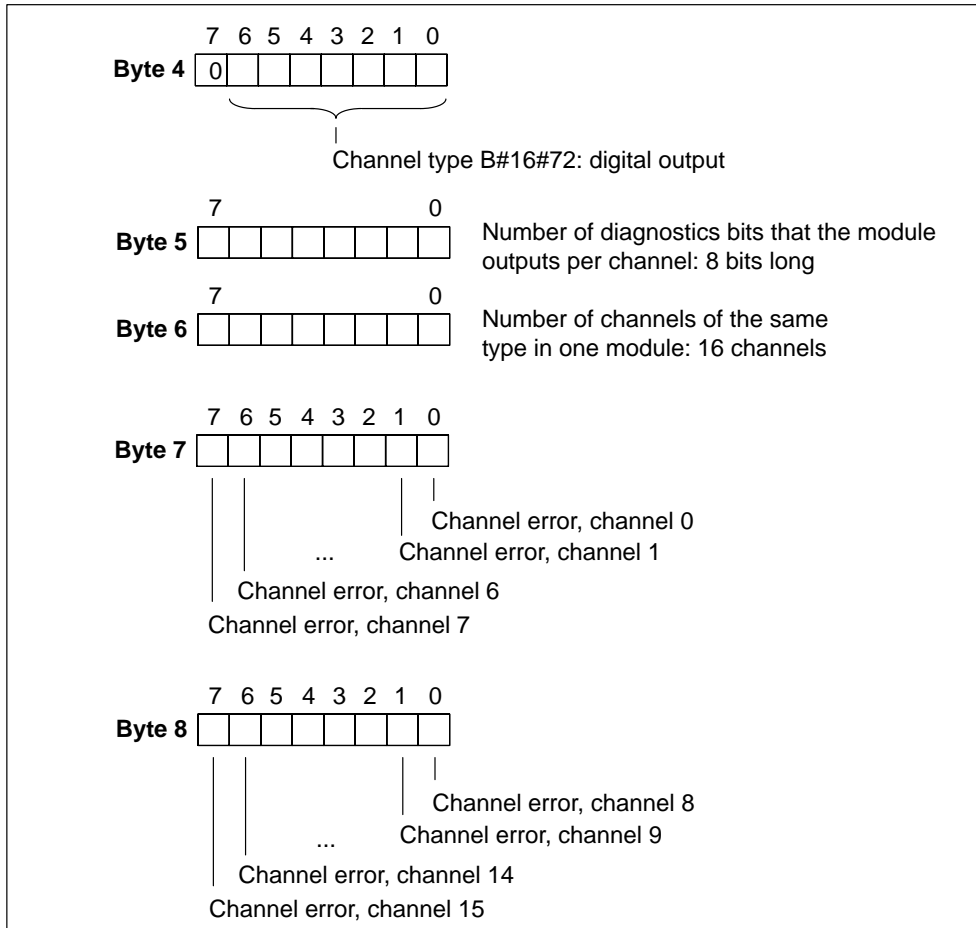 7 6 5 4 3 2 1 0
Byte 4 0
Channel type B#16#72: digital output
7 0
Byte 5
Number of diagnostics bits that the module
outputs per channel: 8 bits long
7 0
Byte 6
Number of channels of the same
type in one module: 16 channels
7 6 5 4 3 2 1 0
Byte 7
Channel error, channel 0
... Channel error, channel 1
Channel error, channel 6
Channel error, channel 7
7 6 5 4 3 2 1 0
Byte 8
Channel error, channel 8
... Channel error, channel 9
Channel error, channel 14
Channel error, channel 15